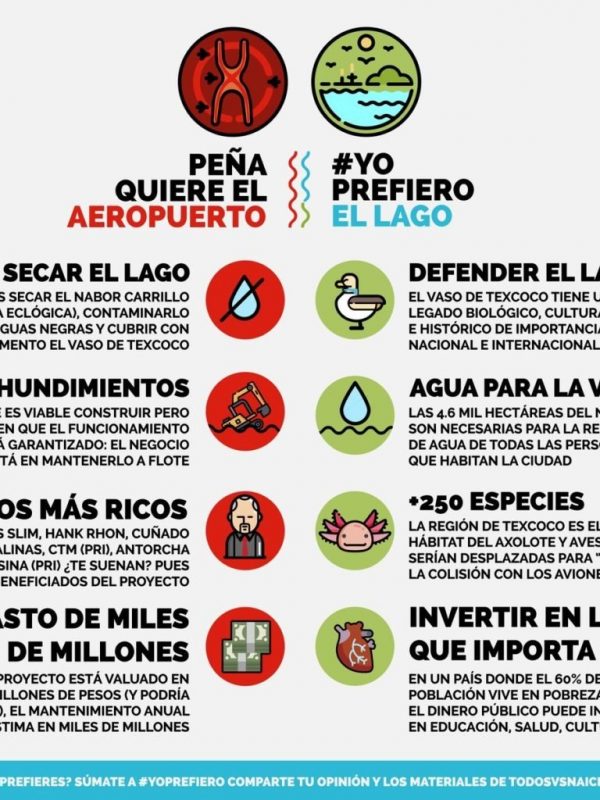 PEÑA
QUIERE EL
AEROPUERTO
#YO
PREFIERO
EL LAGO
SECAR EL LAGO
S SECAR EL NABOR CARRILLO
A ECLÓGICA), CONTAMINARLO
GUAS NEGRAS Y CUBRIR CON
MENTO EL VASO DE TEXCOCO
DEFENDER EL LA
EL VASO DE TEXCOCO TIENE U
LEGADO BIOLÓGICO, CULTURA
E HISTÓRICO DE IMPORTANCIA
NACIONAL E INTERNACIONAL
HUNDIMIENTOS
E ES VIABLE CONSTRUIR PERO
EN QUE EL FUNCIONAMIENTO
Á GARANTIZADO: EL NEGOCIO
TÁ EN MANTENERLO A FLOTE
AGUA PARA LA V
LAS 4.6 MIL HECTÁREAS DEL N
SON NECESARIAS PARA LA RE
DE AGUA DE TODAS LAS PERSO
QUE HABITAN LA CIUDAD
OS MÁS RICOS
S SLIM, HANK RHON, CUÑADO
ALINAS, CTM (PRI), ANTORCHA
SINA (PRI) ¿TE SUENAN? PUES
BENEFICIADOS DEL PROYECTO
+250 ESPECIES
LA REGIÓN DE TEXCOCO ES EL
HÁBITAT DEL AXOLOTE Y AVES
SERÍAN DESPLAZADAS PARA "
LA COLISIÓN CON LOS AVIONE
ASTO DE MILES
DE MILLONES
PROYECTO ESTÁ VALUADO EN
MILLONES DE PESOS (Y PODRÍA
), EL MANTENIMIENTO ANUAL
STIMA EN MILES DE MILLONES
INVERTIR EN L
QUE IMPORTA
EN UN PAÍS DONDE EL 60% DE
POBLACIÓN VIVE EN POBREZA
EL DINERO PÚBLICO PUEDE IN
EN EDUCACIÓN, SALUD, CULT
PREFIERES? SÚMATE A #YOPREFIERO COMPARTE TU OPINIÓN Y LOS MATERIALES DE TODOSVSNAIC